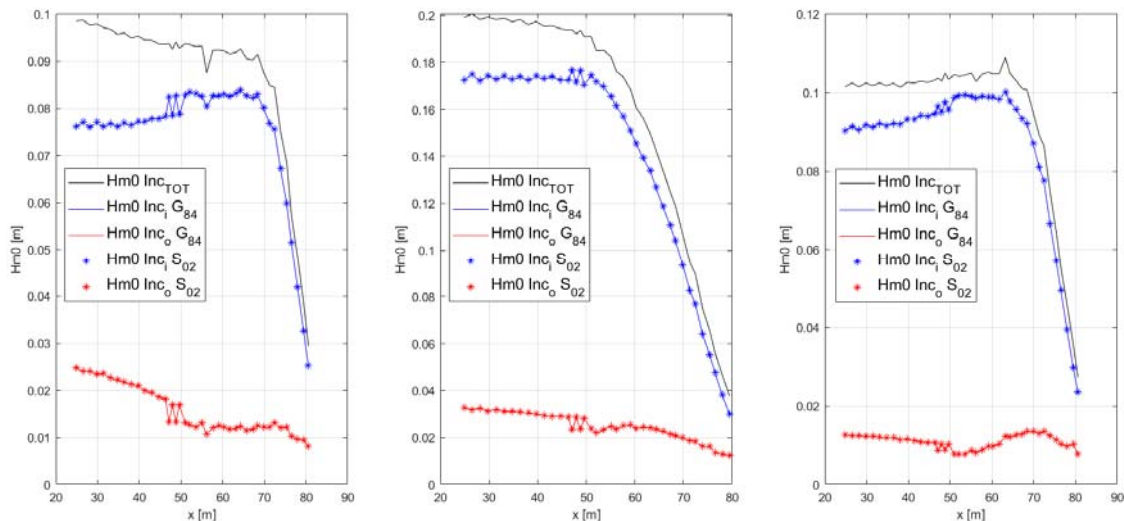 0.1
0.09
0.08
0.07
0.06
0.05
0.04
0.03
0.02
0.01
0
Hm0 [m]
20 30 40 50 60 70 80 90
x [m]
Hm0 Inc_TOT
Hm0 Inc_i G_84
Hm0 Inc_o G_84
Hm0 Inc_i S_02
Hm0 Inc_o S_02
0.2
0.18
0.16
0.14
0.12
0.1
0.08
0.06
0.04
0.02
0
Hm0 [m]
20 30 40 50 60 70 80
x [m]
Hm0 Inc_TOT
Hm0 Inc_i G_84
Hm0 Inc_o G_84
Hm0 Inc_i S_02
Hm0 Inc_o S_02
0.12
0.1
0.08
0.06
0.04
0.02
0
Hm0 [m]
20 30 40 50 60 70 80 90
x [m]
Hm0 Inc_TOT
Hm0 Inc_i G_84
Hm0 Inc_o G_84
Hm0 Inc_i S_02
Hm0 Inc_o S_02